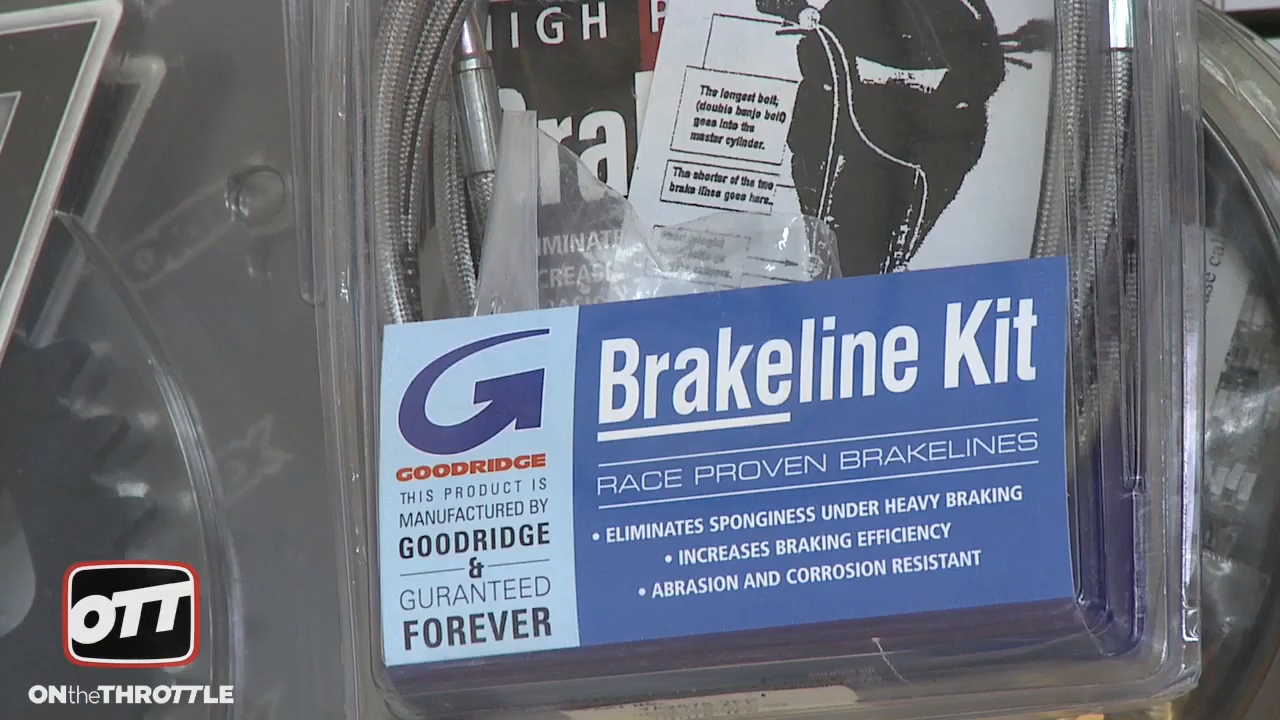 HIGH P
The longest bolt,
(double banjo bolt)
goes into the
master cylinder.
The shorter of the two
brake lines goes here.
GOODRIDGE
THIS PRODUCT IS
MANUFACTURED BY
GOODRIDGE
&
GURANTEED
FOREVER
Brakeline Kit
RACE PROVEN BRAKELINES
• ELIMINATES SPONGINESS UNDER HEAVY BRAKING
• INCREASES BRAKING EFFICIENCY
• ABRASION AND CORROSION RESISTANT
OTT
ONtheTHROTTLE